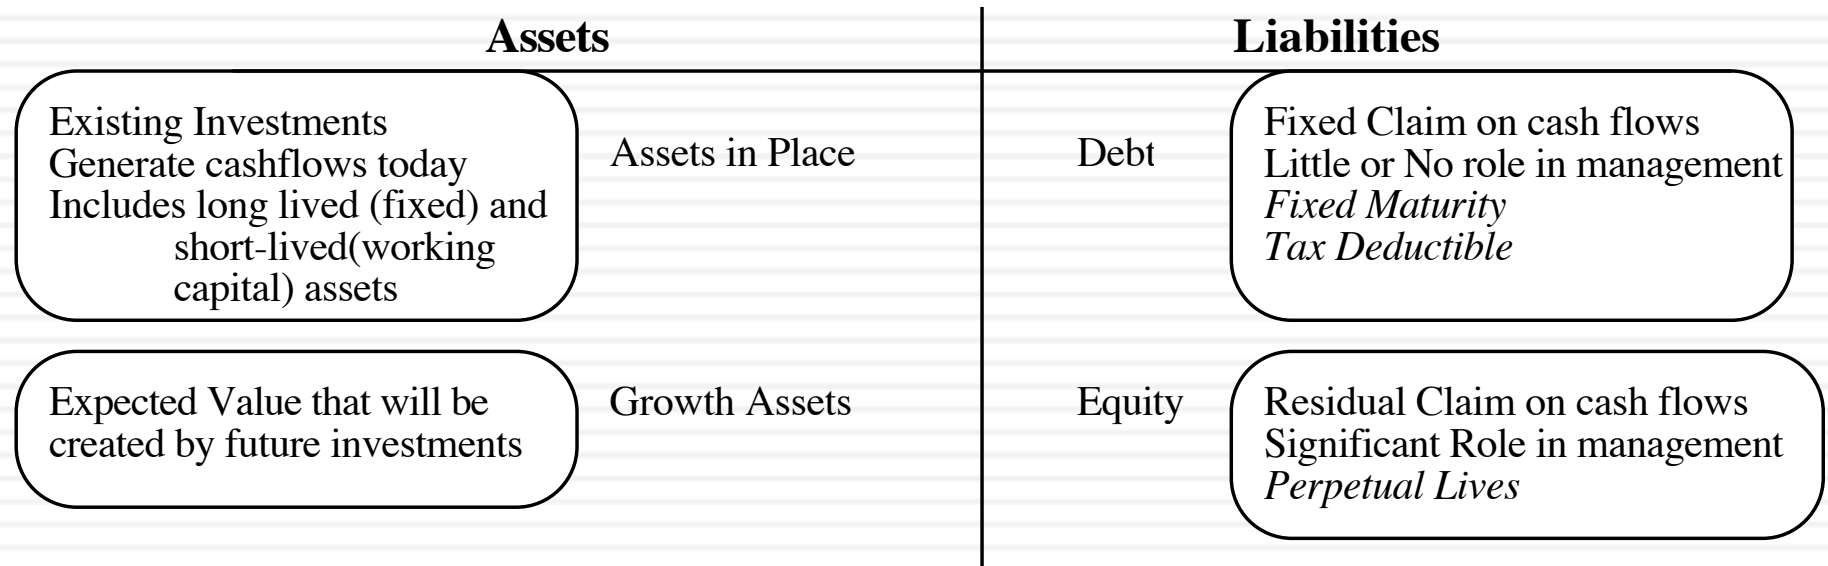 Assets
Liabilities
Existing Investments
Generate cashflows today
Includes long lived (fixed) and
short-lived(working
capital) assets
Assets in Place
Debt
Fixed Claim on cash flows
Little or No role in management
Fixed Maturity
Tax Deductible
Expected Value that will be
created by future investments
Growth Assets
Equity
Residual Claim on cash flows
Significant Role in management
Perpetual Lives